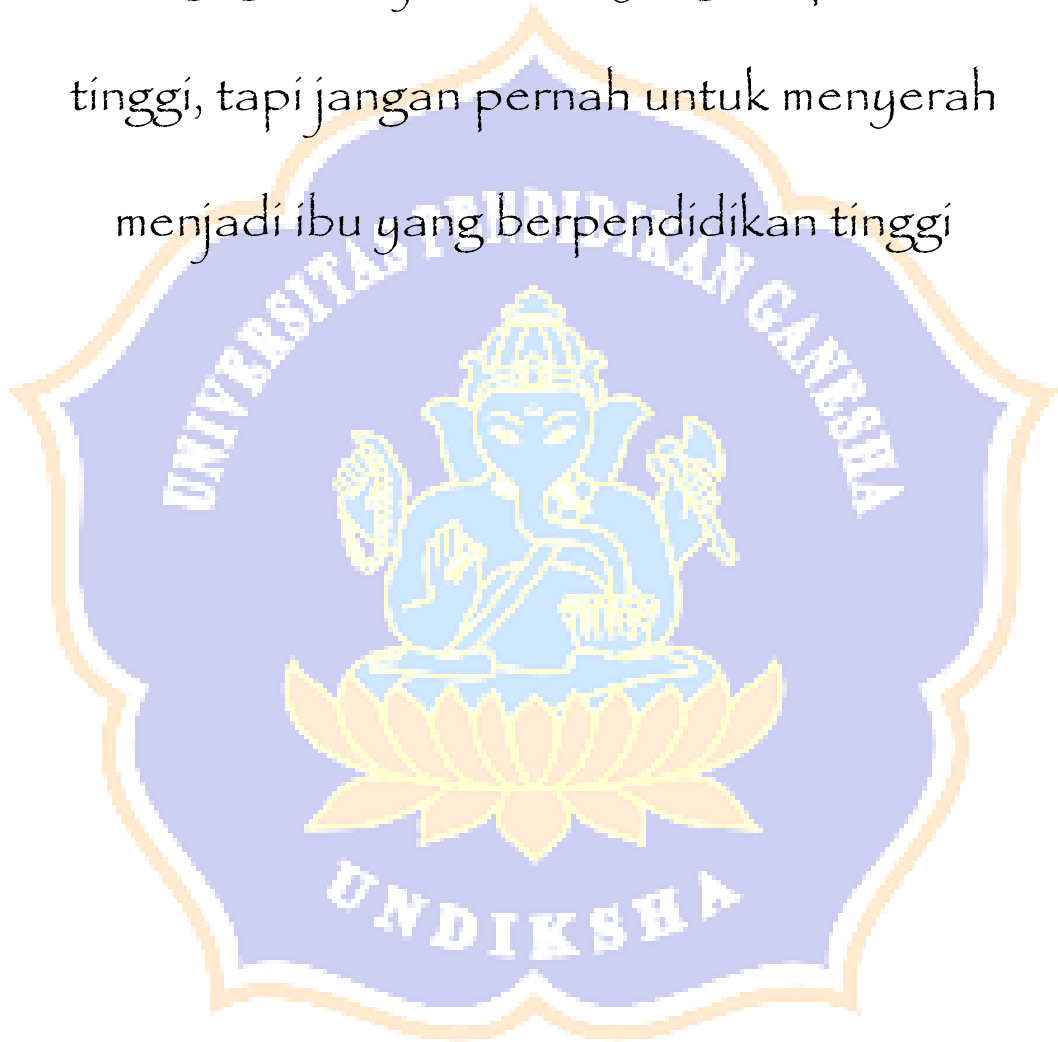 tinggi, tapi jangan pernah untuk menyerah
menjadi ibu yang berpendidikan tinggi
UNIVERSITAS PENDIDIKAN GANESHA
UNDIKSHA